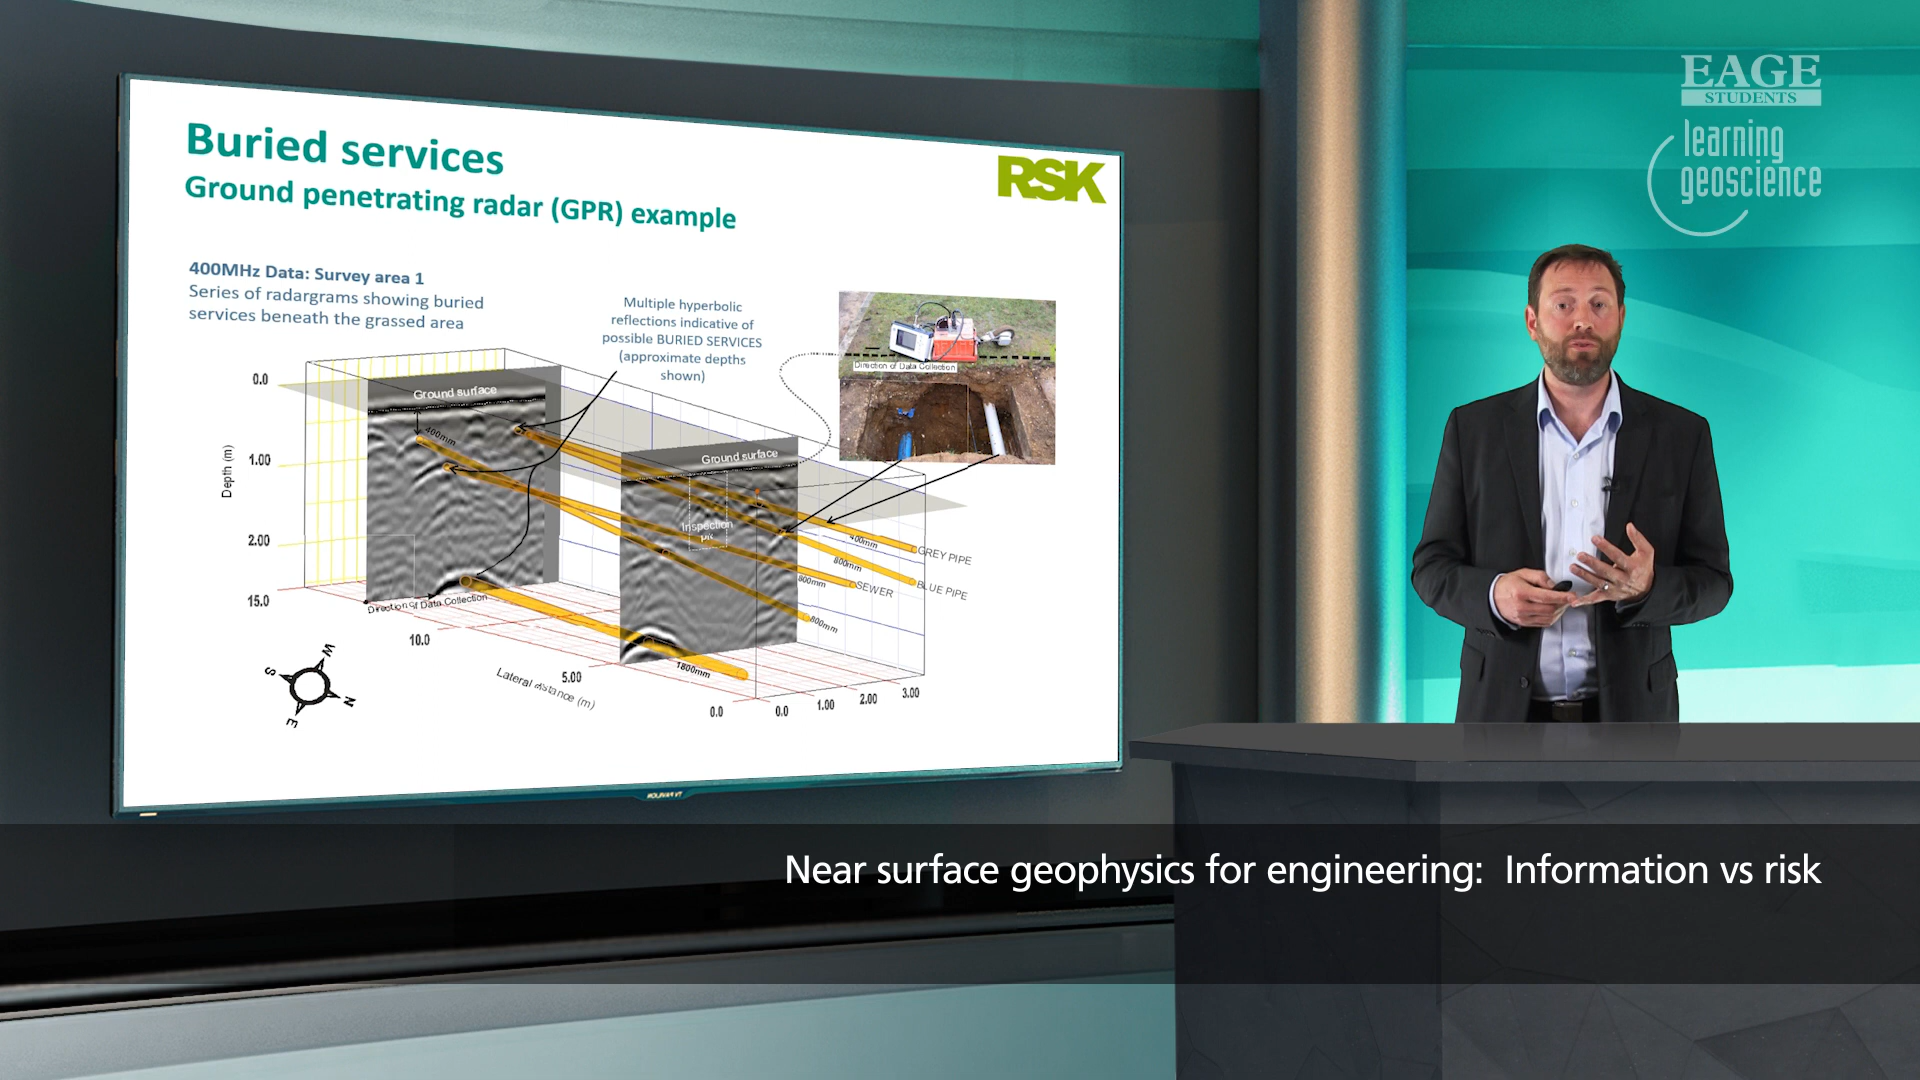 Buried services
Ground penetrating radar (GPR) example
RSK
400MHz Data: Survey area 1
Series of radargrams showing buried
services beneath the grassed area
Multiple hyperbolic
reflections indicative of
possible BURIED SERVICES
(approximate depths
shown)
Direction of Data Collection
0.0
1.00
2.00
15.0
Depth (m)
Ground surface
400mm
Direction of Data Collection
Ground surface
Inspection
pit
400mm
GREY PIPE
800mm
BLUE PIPE
800mm
SEWER
800mm
1800mm
10.0
5.00
0.0
Lateral distance (m)
0.0
1.00
2.00
3.00
W
S
N
E
EAGE
STUDENTS
learning
geoscience
Near surface geophysics for engineering: Information vs risk